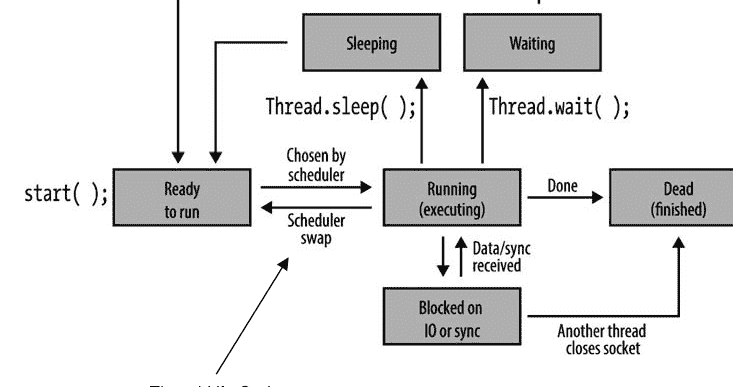 Sleeping
Waiting
Thread.sleep( );
Thread.wait( );
start( );
Ready
to run
Chosen by
scheduler
Scheduler
swap
Running
(executing)
Done
Dead
(finished)
Data/sync
received
Blocked on
IO or sync
Another thread
closes socket